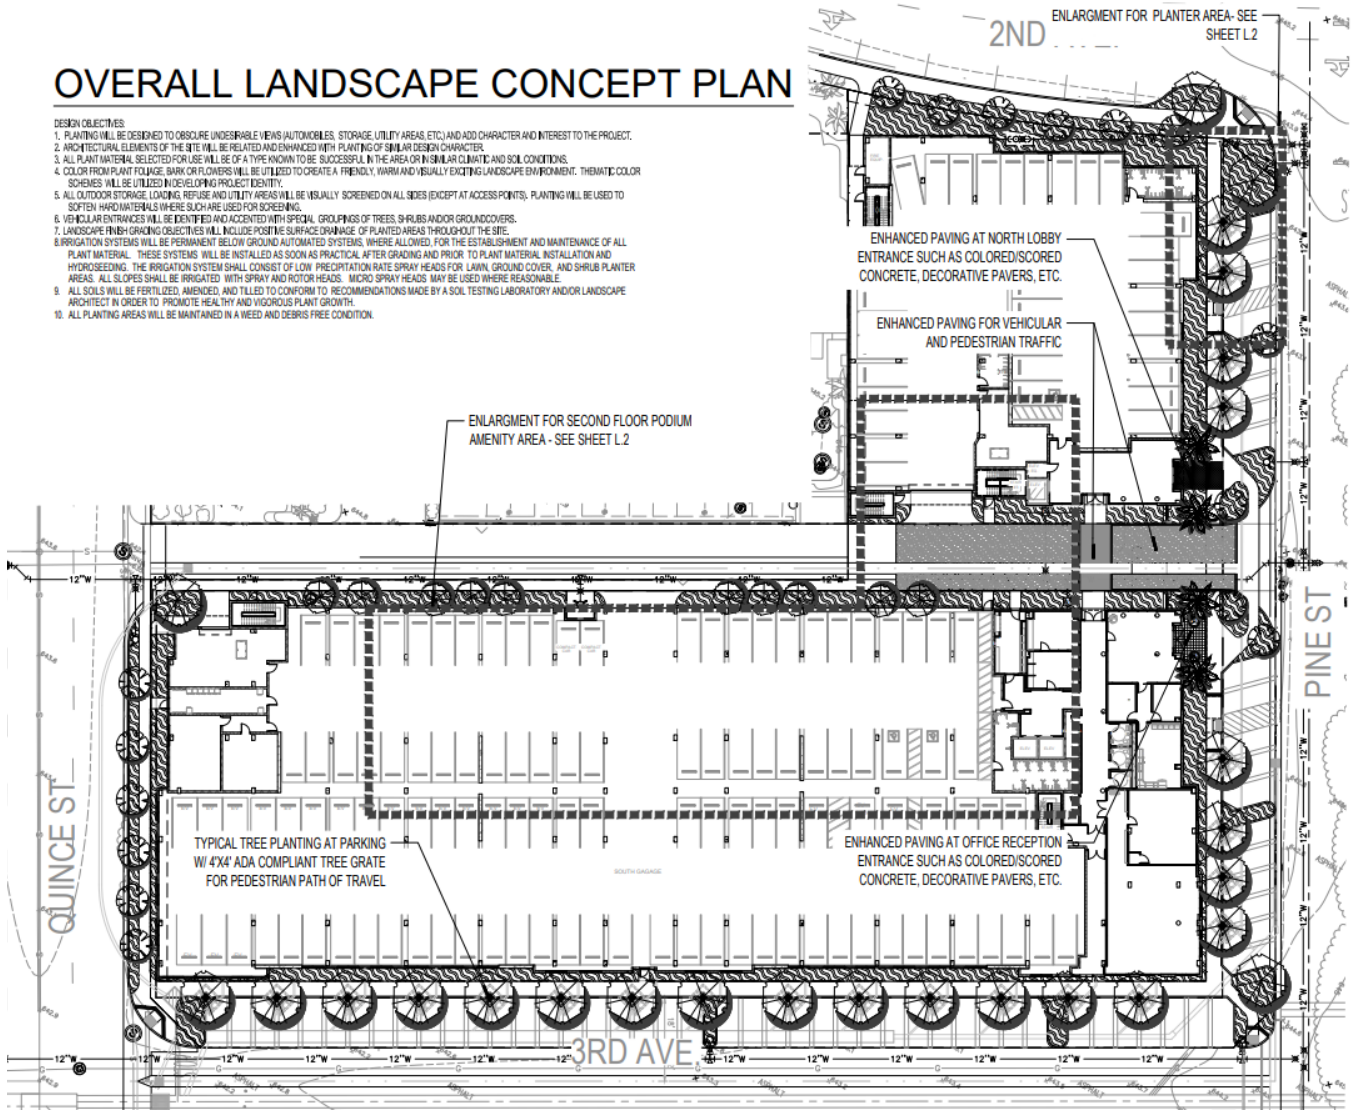 OVERALL LANDSCAPE CONCEPT PLAN
DESIGN OBJECTIVES:
1. PLANTING WILL BE DESIGNED TO OBSCURE UNDESIRABLE VIEWS (AUTOMOBILES, STORAGE, UTILITY AREAS, ETC.) AND ADD CHARACTER AND INTEREST TO THE PROJECT.
2. ARCHITECTURAL ELEMENTS OF THE SITE WILL BE RELATED AND ENHANCED WITH PLANTING OF SIMILAR DESIGN CHARACTER.
3. ALL PLANT MATERIAL SELECTED FOR USE WILL BE OF A TYPE KNOWN TO BE SUCCESSFUL IN THE AREA OR IN SIMILAR CLIMATIC AND SOIL CONDITIONS.
4. COLOR FROM PLANT FOLIAGE, BARK OR FLOWERS WILL BE UTILIZED TO CREATE A FRIENDLY, WARM AND VISUALLY EXCITING LANDSCAPE ENVIRONMENT. THEMATIC COLOR
SCHEMES WILL BE UTILIZED IN DEVELOPING PROJECT IDENTITY.
5. ALL OUTDOOR STORAGE, LOADING, REFUSE AND UTILITY AREAS WILL BE VISUALLY SCREENED ON ALL SIDES (EXCEPT AT ACCESS POINTS). PLANTING WILL BE USED TO
SOFTEN HARD MATERIALS WHERE SUCH ARE USED FOR SCREENING.
6. VEHICULAR ENTRANCES WILL BE IDENTIFIED AND ACCENTED WITH SPECIAL GROUPINGS OF TREES, SHRUBS AND/OR GROUNDCOVERS.
7. LANDSCAPE FINISH GRADING OBJECTIVES WILL INCLUDE POSITIVE SURFACE DRAINAGE OF PLANTED AREAS THROUGHOUT THE SITE.
8.IRRIGATION SYSTEMS WILL BE PERMANENT BELOW GROUND AUTOMATED SYSTEMS, WHERE ALLOWED, FOR THE ESTABLISHMENT AND MAINTENANCE OF ALL
PLANT MATERIAL. THESE SYSTEMS WILL BE INSTALLED AS SOON AS PRACTICAL AFTER GRADING AND PRIOR TO PLANT MATERIAL INSTALLATION AND
HYDROSEEDING. THE IRRIGATION SYSTEM SHALL CONSIST OF LOW PRECIPITATION RATE SPRAY HEADS FOR LAWN, GROUND COVER, AND SHRUB PLANTER
AREAS. ALL SLOPES SHALL BE IRRIGATED WITH SPRAY AND ROTOR HEADS. MICRO SPRAY HEADS MAY BE USED WHERE REASONABLE.
9. ALL SOILS WILL BE FERTILIZED, AMENDED, AND TILLED TO CONFORM TO RECOMMENDATIONS MADE BY A SOIL TESTING LABORATORY AND/OR LANDSCAPE
ARCHITECT IN ORDER TO PROMOTE HEALTHY AND VIGOROUS PLANT GROWTH.
10. ALL PLANTING AREAS WILL BE MAINTAINED IN A WEED AND DEBRIS FREE CONDITION.
ENLARGMENT FOR PLANTER AREA- SEE
SHEET L.2
2ND
ENHANCED PAVING AT NORTH LOBBY
ENTRANCE SUCH AS COLORED/SCORED
CONCRETE, DECORATIVE PAVERS, ETC.
ENHANCED PAVING FOR VEHICULAR
AND PEDESTRIAN TRAFFIC
ENLARGMENT FOR SECOND FLOOR PODIUM
AMENITY AREA - SEE SHEET L.2
PINE ST
QUINCE ST
TYPICAL TREE PLANTING AT PARKING
W/ 4'X4' ADA COMPLIANT TREE GRATE
FOR PEDESTRIAN PATH OF TRAVEL
SOUTH GAGAGE
ENHANCED PAVING AT OFFICE RECEPTION
ENTRANCE SUCH AS COLORED/SCORED
CONCRETE, DECORATIVE PAVERS, ETC.
3RD AVE.
12"W
12"W
12"W
12"W
12"W
12"W
12"W
12"W
ASPHALT
ASPHALT
ASPHALT